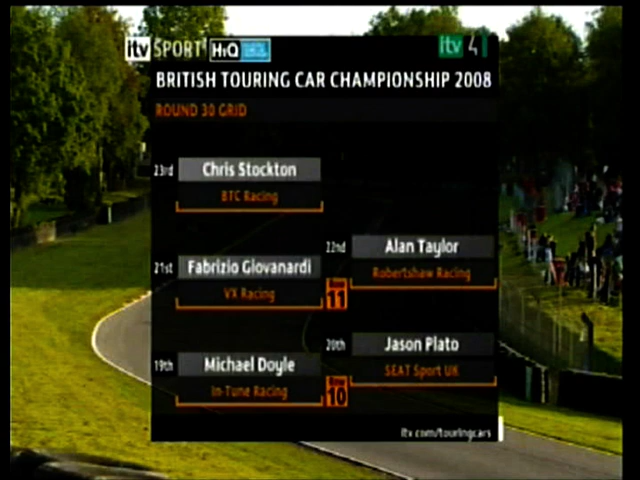 itv SPORT HiQ itv 4
BRITISH TOURING CAR CHAMPIONSHIP 2008
ROUND 30 GRID
23rd Chris Stockton
BTC Racing
22nd Alan Taylor
Robertshaw Racing
21st Fabrizio Giovanardi
VX Racing
Row 11
20th Jason Plato
SEAT Sport UK
19th Michael Doyle
In-Tune Racing
Row 10
itv.com/touringcars